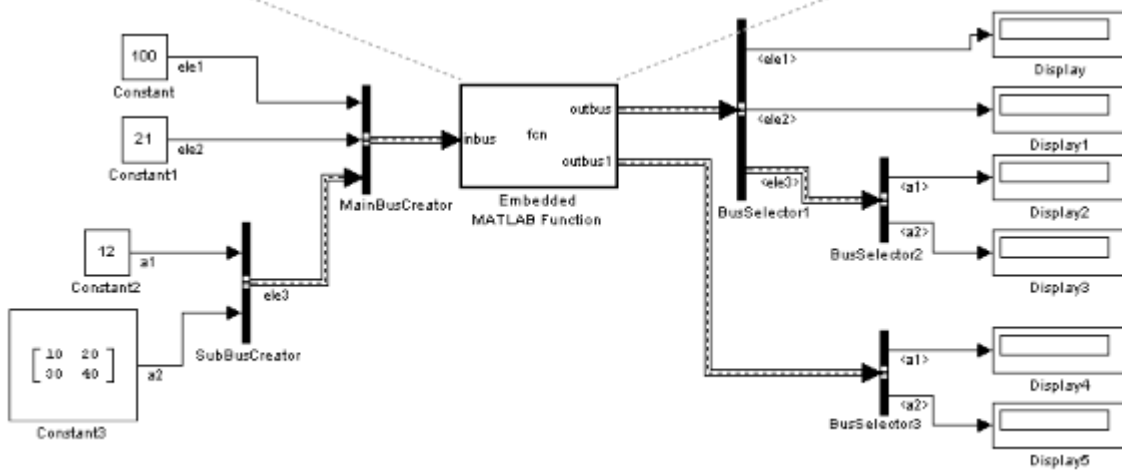 100
ele1
Constant
21
ele2
Constant1
MainBusCreator
12
a1
Constant2
ele3
SubBusCreator
10 20
30 40
a2
Constant3
inbus
fcn
outbus
outbus1
Embedded
MATLAB Function
<ele1>
<ele2>
<ele3>
BusSelector1
<a1>
<a2>
BusSelector2
<a1>
<a2>
BusSelector3
Display
Display1
Display2
Display3
Display4
Display5